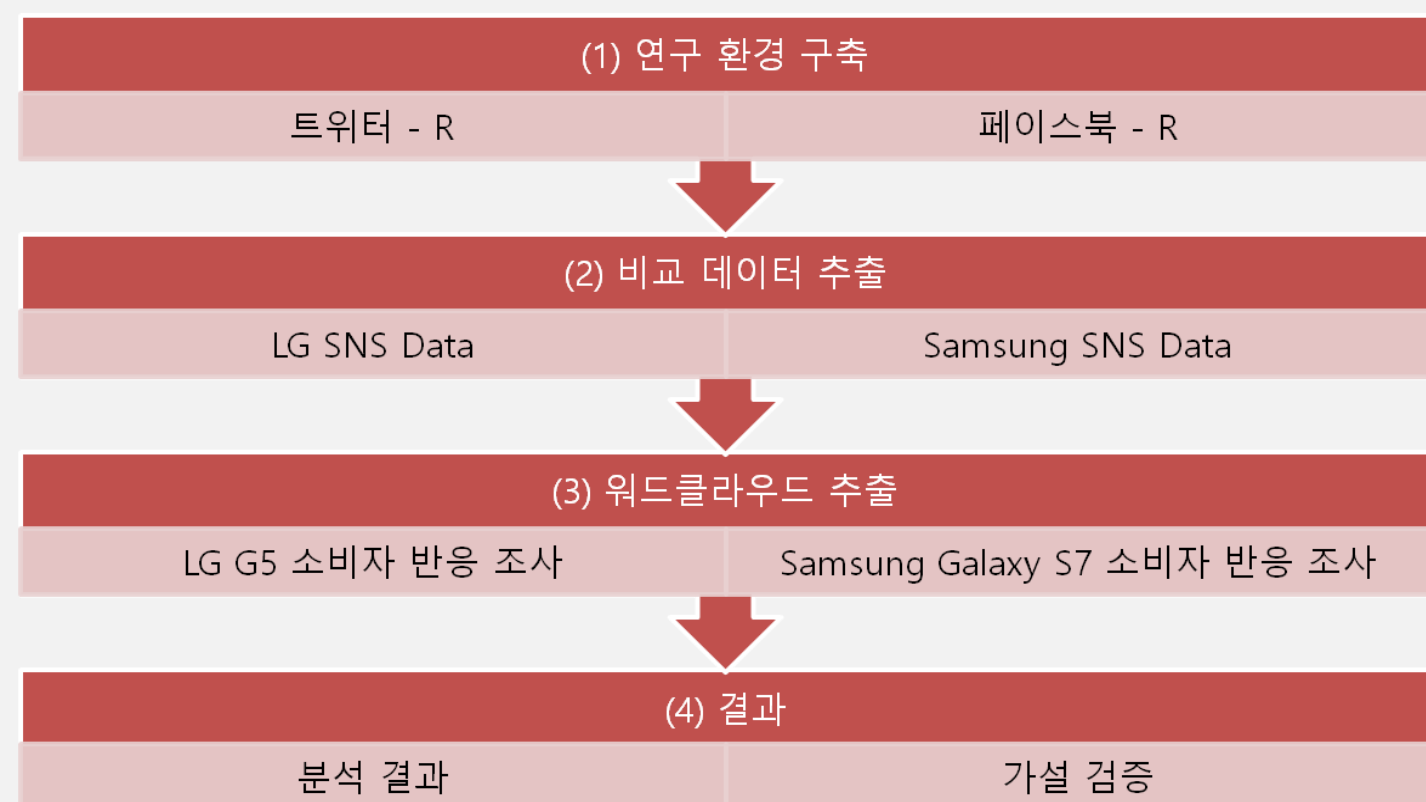 (1) 연구 환경 구축
트위터 - R
페이스북 - R
(2) 비교 데이터 추출
LG SNS Data
Samsung SNS Data
(3) 워드클라우드 추출
LG G5 소비자 반응 조사
Samsung Galaxy S7 소비자 반응 조사
(4) 결과
분석 결과
가설 검증